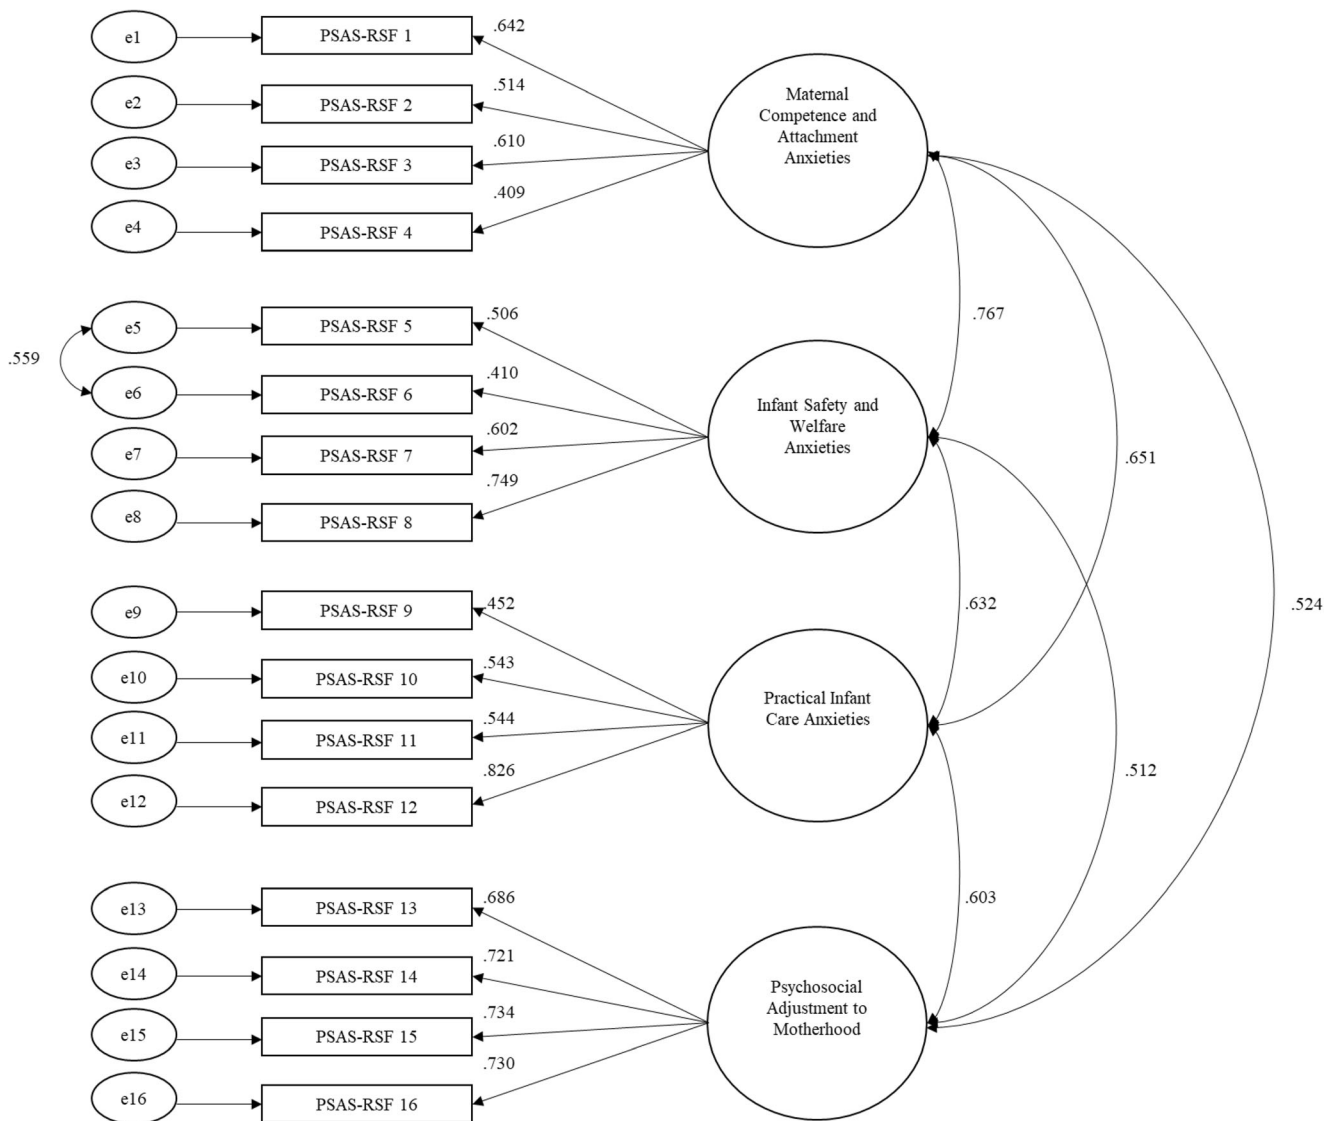 e1
PSAS-RSF 1
.642
e2
PSAS-RSF 2
.514
e3
PSAS-RSF 3
.610
e4
PSAS-RSF 4
.409
Maternal
Competence and
Attachment
Anxieties
.767
.559
e5
PSAS-RSF 5
.506
e6
PSAS-RSF 6
.410
e7
PSAS-RSF 7
.602
e8
PSAS-RSF 8
.749
Infant Safety and
Welfare
Anxieties
.651
.632
.524
e9
PSAS-RSF 9
.452
e10
PSAS-RSF 10
.543
e11
PSAS-RSF 11
.544
e12
PSAS-RSF 12
.826
Practical Infant
Care Anxieties
.512
.603
e13
PSAS-RSF 13
.686
e14
PSAS-RSF 14
.721
e15
PSAS-RSF 15
.734
e16
PSAS-RSF 16
.730
Psychosocial
Adjustment to
Motherhood